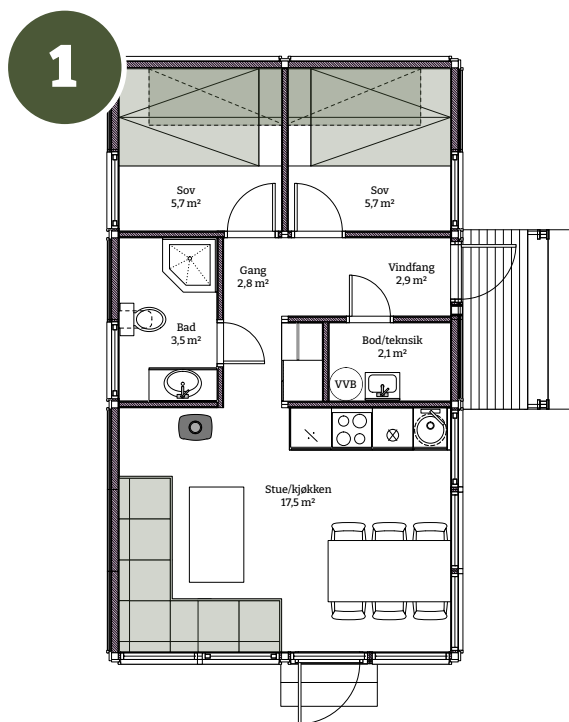 1
Sov
5,7 m²
Sov
5,7 m²
Gang
2,8 m²
Vindfang
2,9 m²
Bad
3,5 m²
Bod/teknsik
2,1 m²
VVB
Stue/kjøkken
17,5 m²